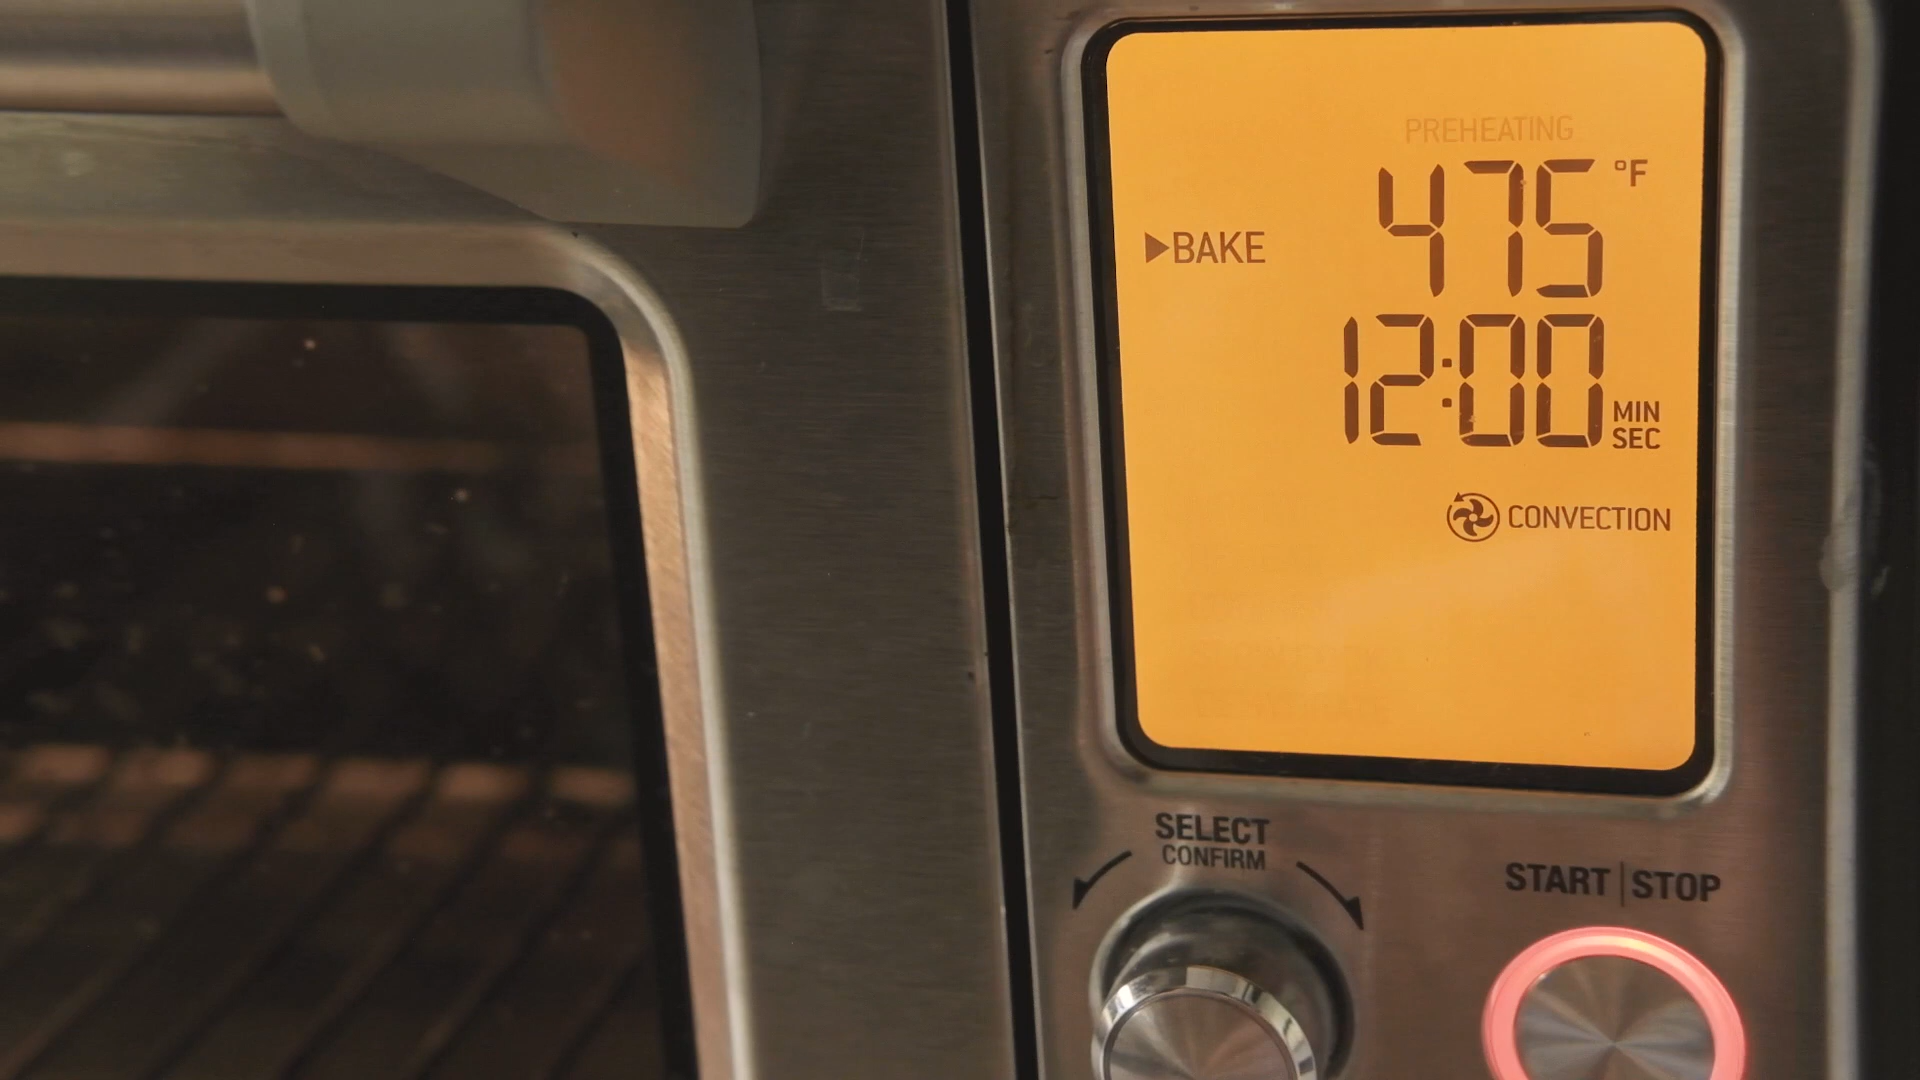 PREHEATING
475 °F
▶BAKE
12:00 MIN SEC
CONVECTION
SELECT
CONFIRM
START | STOP